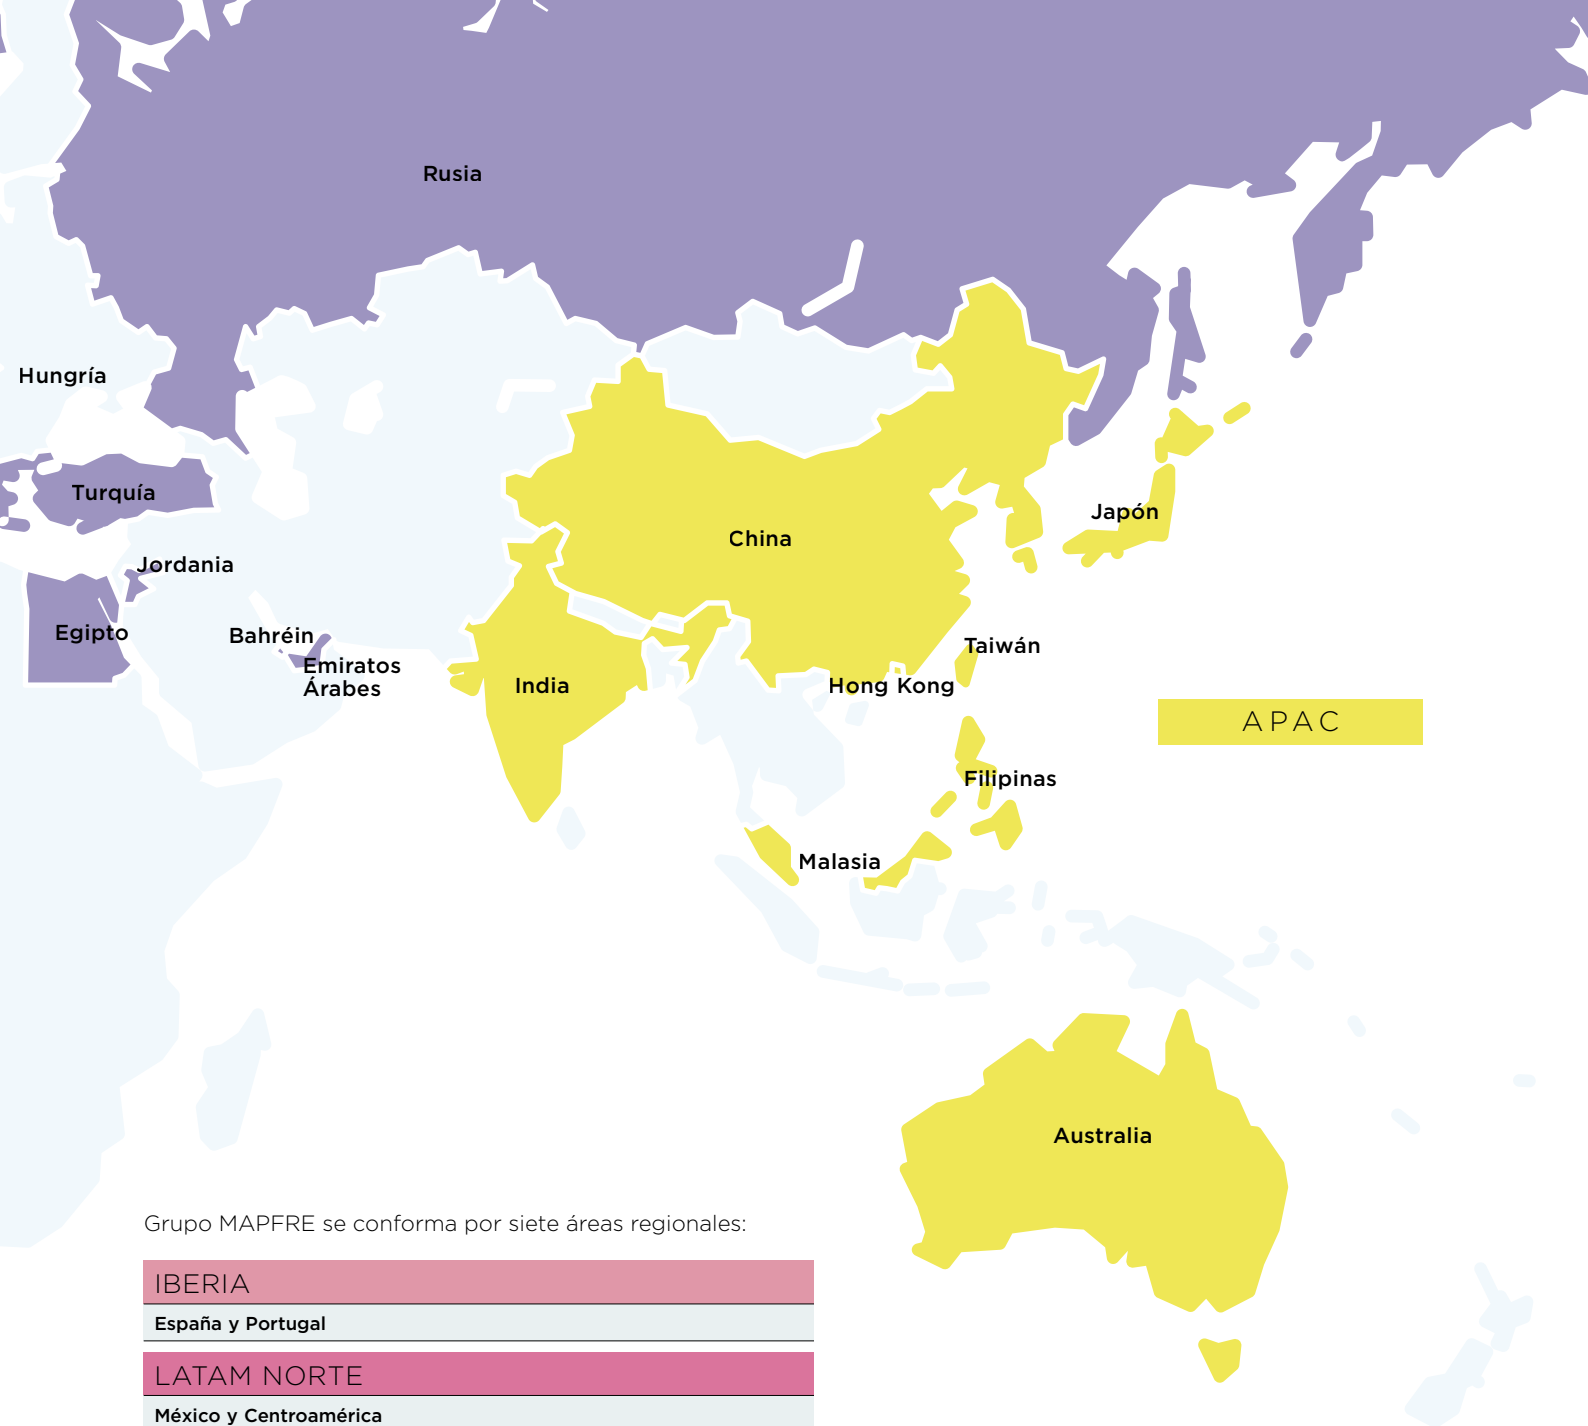 Rusia
Hungría
Turquía
Japón
China
Jordania
Egipto
Bahréin
Taiwán
Emiratos
Árabes
India
Hong Kong
APAC
Filipinas
Malasia
Australia
Grupo MAPFRE se conforma por siete áreas regionales:
IBERIA
España y Portugal
LATAM NORTE
México y Centroamérica